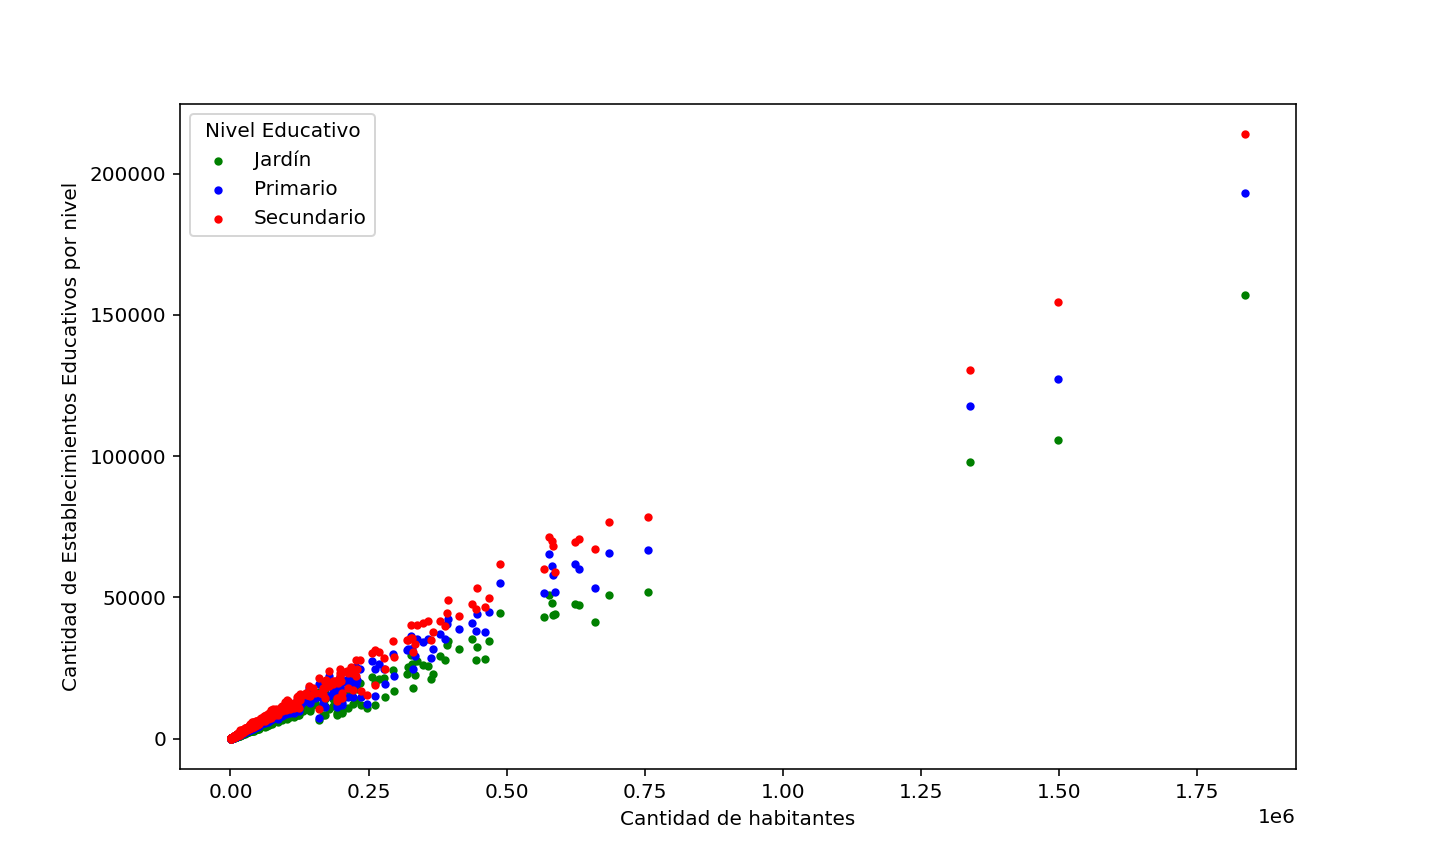 Nivel Educativo
Jardín
Primario
Secundario
Cantidad de Establecimientos Educativos por nivel
200000
150000
100000
50000
0
0.00 0.25 0.50 0.75 1.00 1.25 1.50 1.75
1e6
Cantidad de habitantes